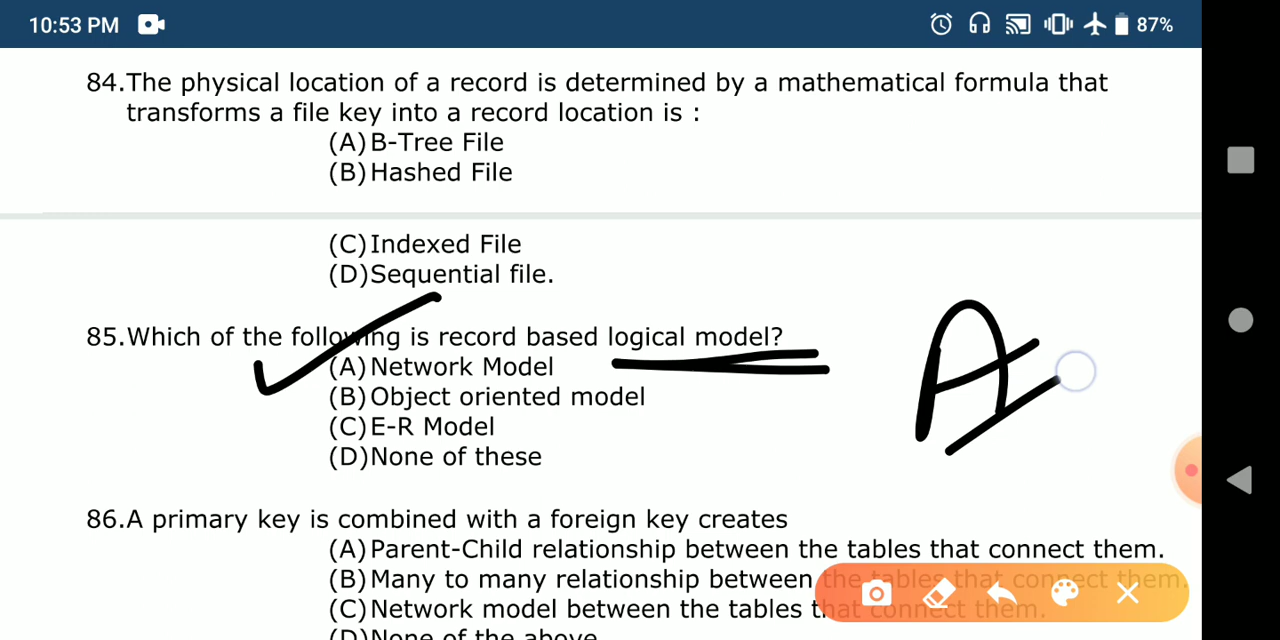 10:53 PM 87%
84.The physical location of a record is determined by a mathematical formula that
transforms a file key into a record location is :
(A)B-Tree File
(B)Hashed File
(C)Indexed File
(D)Sequential file.
85.Which of the following is record based logical model?
(A)Network Model
(B)Object oriented model
(C)E-R Model
(D)None of these
A
86.A primary key is combined with a foreign key creates
(A)Parent-Child relationship between the tables that connect them.
(B)Many to many relationship between the tables that connect them.
(C)Network model between the tables that connect them.
(D)None of the above